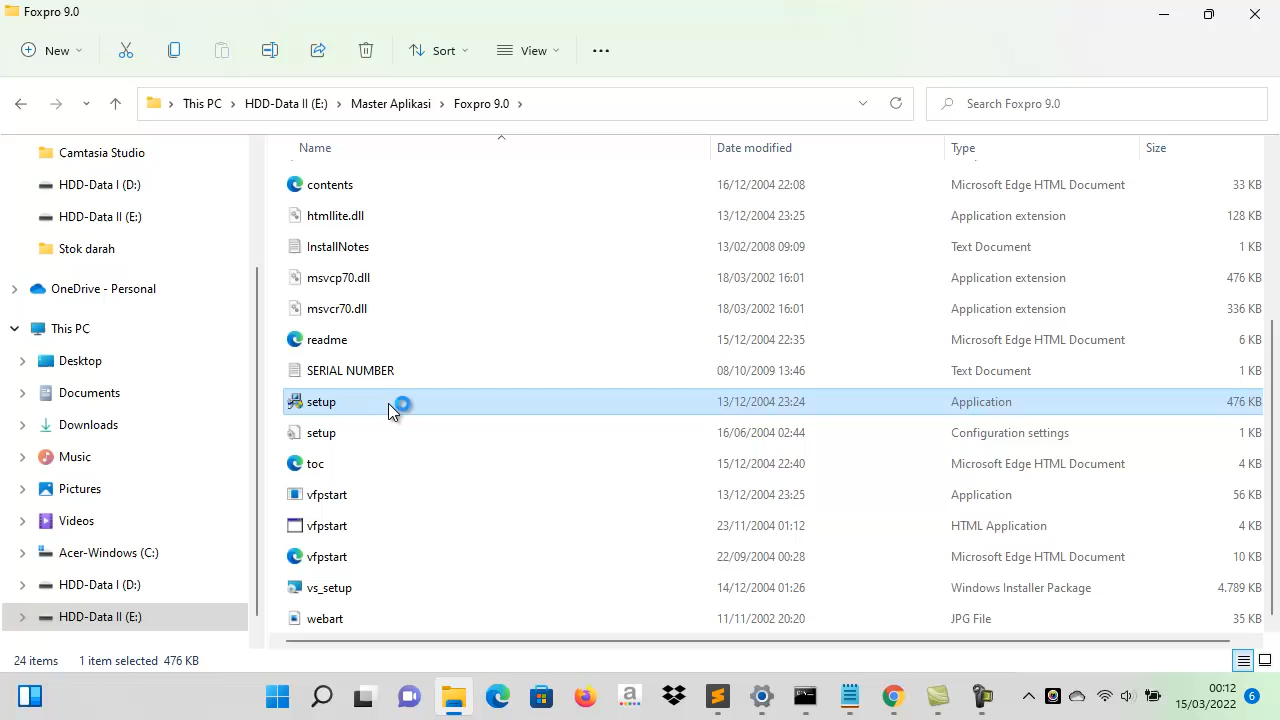 Foxpro 9.0
New
Sort
View
This PC
HDD-Data II (E:)
Master Aplikasi
Foxpro 9.0
Search Foxpro 9.0
Name Date modified Type Size
Camtasia Studio
HDD-Data I (D:)
HDD-Data II (E:)
Stok darah
OneDrive - Personal
This PC
Desktop
Documents
Downloads
Music
Pictures
Videos
Acer-Windows (C:)
HDD-Data I (D:)
HDD-Data II (E:)
contents 16/12/2004 22:08 Microsoft Edge HTML Document 33 KB
htmllite.dll 13/12/2004 23:25 Application extension 128 KB
InstallNotes 13/02/2008 09:09 Text Document 1 KB
msvcp70.dll 18/03/2002 16:01 Application extension 476 KB
msvcr70.dll 18/03/2002 16:01 Application extension 336 KB
readme 15/12/2004 22:35 Microsoft Edge HTML Document 6 KB
SERIAL NUMBER 08/10/2009 13:46 Text Document 1 KB
setup 13/12/2004 23:24 Application 476 KB
setup 16/06/2004 02:44 Configuration settings 1 KB
toc 15/12/2004 22:40 Microsoft Edge HTML Document 4 KB
vfpstart 13/12/2004 23:25 Application 56 KB
vfpstart 23/11/2004 01:12 HTML Application 4 KB
vfpstart 22/09/2004 00:28 Microsoft Edge HTML Document 10 KB
vs_setup 14/12/2004 01:26 Windows Installer Package 4.789 KB
webart 11/11/2002 20:20 JPG File 35 KB
24 items 1 item selected 476 KB
a
00:12
15/03/2022
6